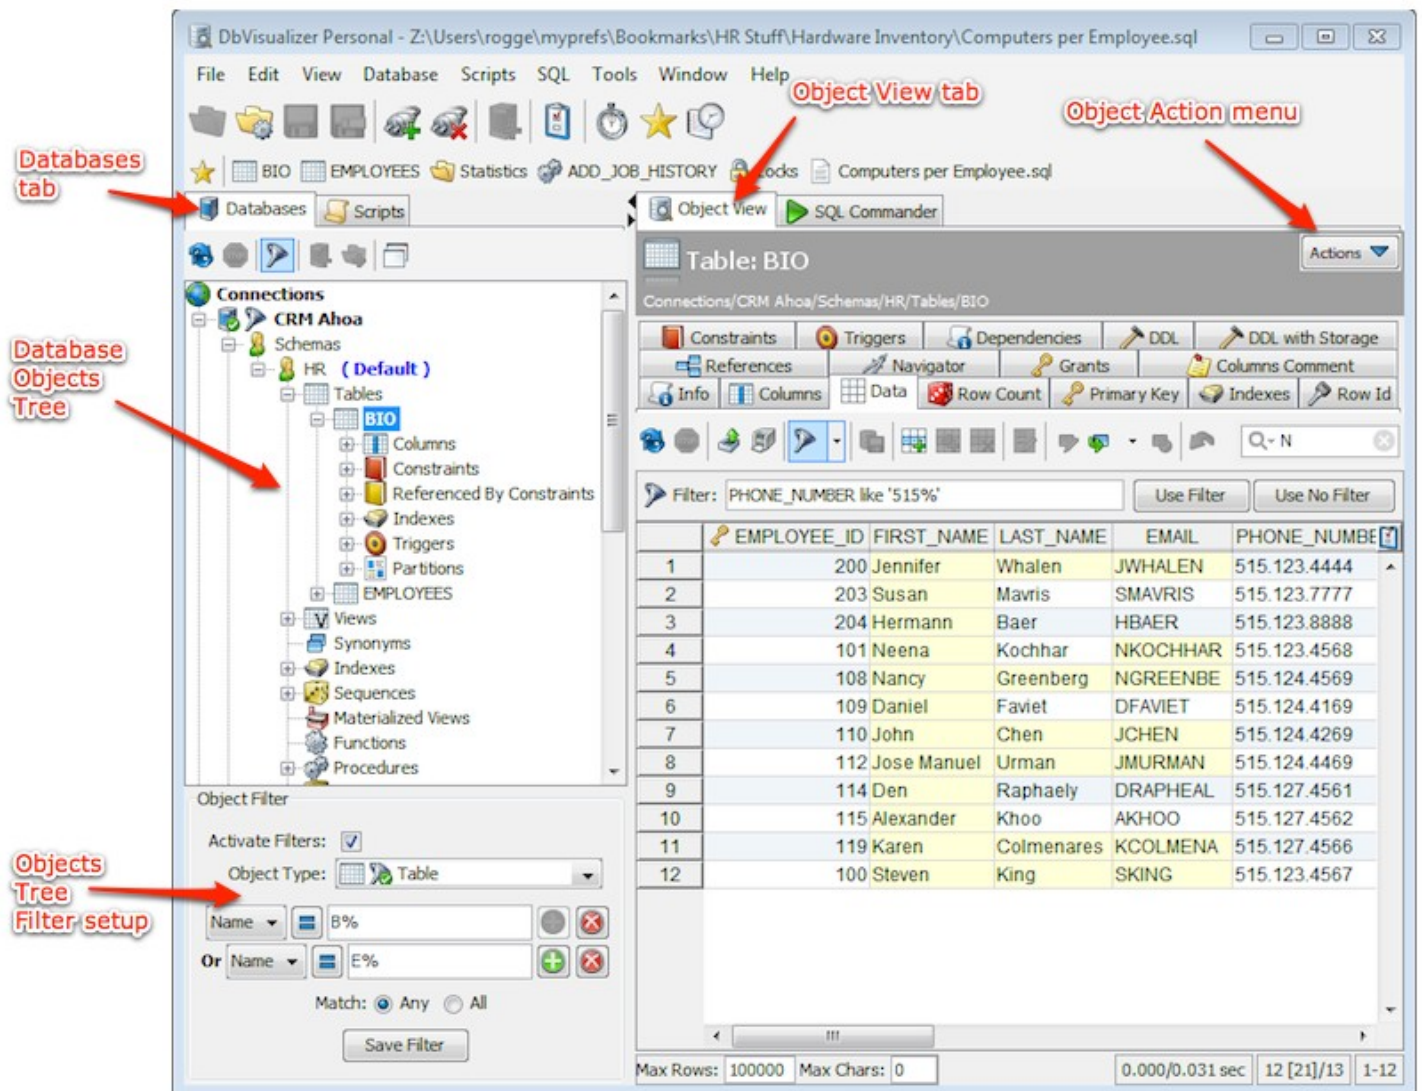 DbVisualizer Personal - Z:\Users\rogge\myprefs\Bookmarks\HR Stuff\Hardware Inventory\Computers per Employee.sql
File Edit View Database Scripts SQL Tools Window Help
Object View tab
Object Action menu
Databases
tab
BIO EMPLOYEES Statistics ADD_JOB_HISTORY Locks Computers per Employee.sql
Databases Scripts
Object View SQL Commander
Table: BIO
Actions
Connections/CRM Ahoa/Schemas/HR/Tables/BIO
Constraints Triggers Dependencies DDL DDL with Storage
References Navigator Grants Columns Comment
Info Columns Data Row Count Primary Key Indexes Row Id
N
Filter: PHONE_NUMBER like '515%' Use Filter Use No Filter
EMPLOYEE_ID FIRST_NAME LAST_NAME EMAIL PHONE_NUMBE
1 200 Jennifer Whalen JWHALEN 515.123.4444
2 203 Susan Mavris SMAVRIS 515.123.7777
3 204 Hermann Baer HBAER 515.123.8888
4 101 Neena Kochhar NKOCHHAR 515.123.4568
5 108 Nancy Greenberg NGREENBE 515.124.4569
6 109 Daniel Faviet DFAVIET 515.124.4169
7 110 John Chen JCHEN 515.124.4269
8 112 Jose Manuel Urman JMURMAN 515.124.4469
9 114 Den Raphaely DRAPHEAL 515.127.4561
10 115 Alexander Khoo AKHOO 515.127.4562
11 119 Karen Colmenares KCOLMENA 515.127.4566
12 100 Steven King SKING 515.123.4567
Max Rows: 100000 Max Chars: 0 0.000/0.031 sec 12 [21]/13 1-12
Database
Objects
Tree
Connections
CRM Ahoa
Schemas
HR (Default)
Tables
BIO
Columns
Constraints
Referenced By Constraints
Indexes
Triggers
Partitions
EMPLOYEES
Views
Synonyms
Indexes
Sequences
Materialized Views
Functions
Procedures
Objects
Tree
Filter setup
Object Filter
Activate Filters:
Object Type: Table
Name = B%
Or Name = E%
Match: Any All
Save Filter